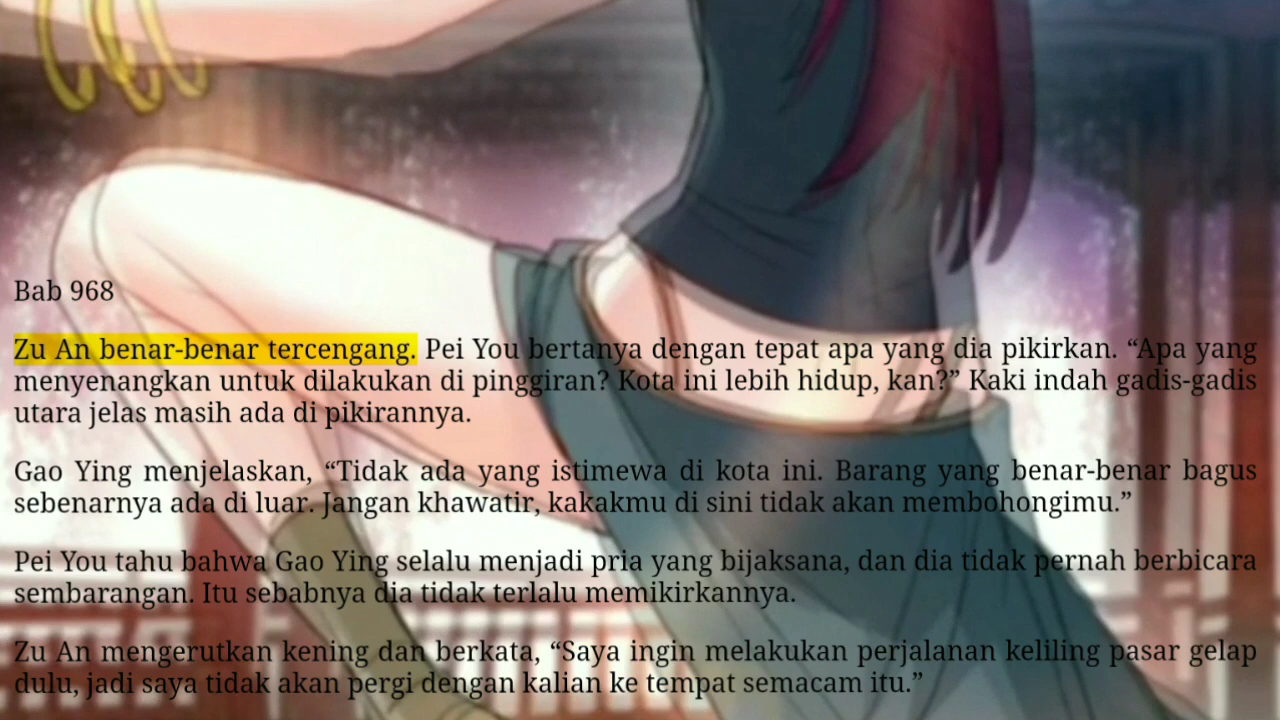 Bab 968
Zu An benar-benar tercengang. Pei You bertanya dengan tepat apa yang dia pikirkan. “Apa yang
menyenangkan untuk dilakukan di pinggiran? Kota ini lebih hidup, kan?” Kaki indah gadis-gadis
utara jelas masih ada di pikirannya.
Gao Ying menjelaskan, “Tidak ada yang istimewa di kota ini. Barang yang benar-benar bagus
sebenarnya ada di luar. Jangan khawatir, kakakmu di sini tidak akan membohongimu.”
Pei You tahu bahwa Gao Ying selalu menjadi pria yang bijaksana, dan dia tidak pernah berbicara
sembarangan. Itu sebabnya dia tidak terlalu memikirkannya.
Zu An mengerutkan kening dan berkata, “Saya ingin melakukan perjalanan keliling pasar gelap
dulu, jadi saya tidak akan pergi dengan kalian ke tempat semacam itu.”